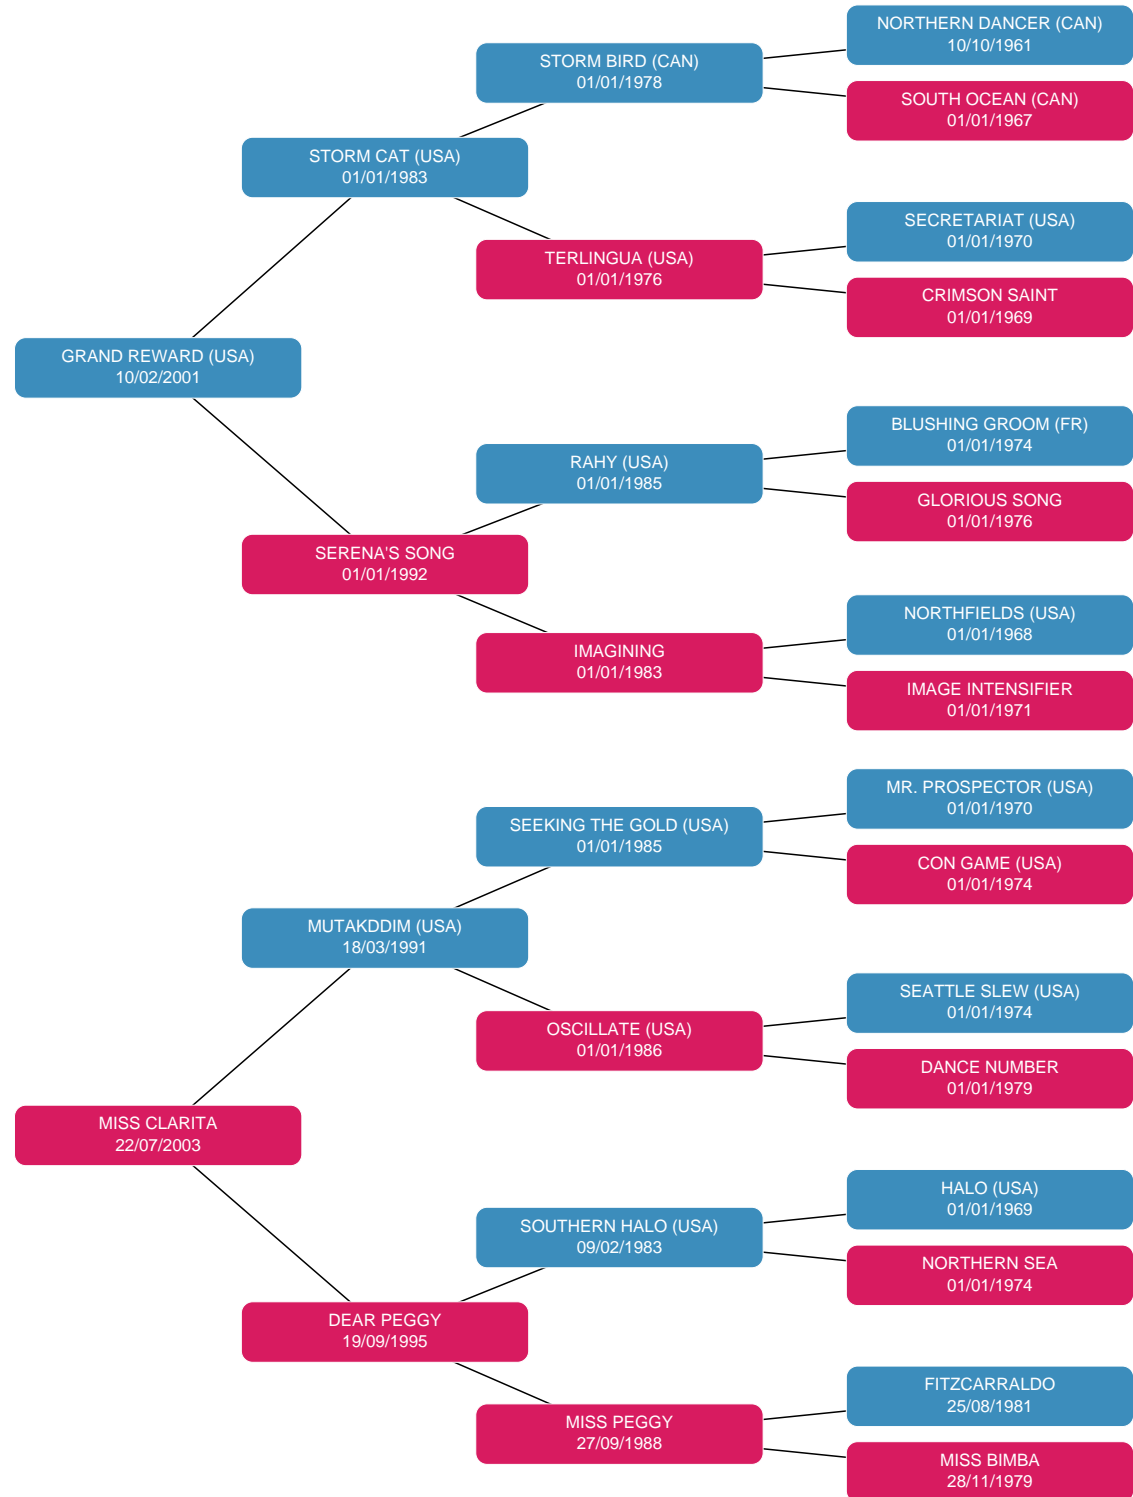 NORTHERN DANCER (CAN)
10/10/1961
STORM BIRD (CAN)
01/01/1978
SOUTH OCEAN (CAN)
01/01/1967
STORM CAT (USA)
01/01/1983
SECRETARIAT (USA)
01/01/1970
TERLINGUA (USA)
01/01/1976
CRIMSON SAINT
01/01/1969
GRAND REWARD (USA)
10/02/2001
BLUSHING GROOM (FR)
01/01/1974
RAHY (USA)
01/01/1985
GLORIOUS SONG
01/01/1976
SERENA'S SONG
01/01/1992
NORTHFIELDS (USA)
01/01/1968
IMAGINING
01/01/1983
IMAGE INTENSIFIER
01/01/1971
MR. PROSPECTOR (USA)
01/01/1970
SEEKING THE GOLD (USA)
01/01/1985
CON GAME (USA)
01/01/1974
MUTAKDDIM (USA)
18/03/1991
SEATTLE SLEW (USA)
01/01/1974
OSCILLATE (USA)
01/01/1986
DANCE NUMBER
01/01/1979
MISS CLARITA
22/07/2003
HALO (USA)
01/01/1969
SOUTHERN HALO (USA)
09/02/1983
NORTHERN SEA
01/01/1974
DEAR PEGGY
19/09/1995
FITZCARRALDO
25/08/1981
MISS PEGGY
27/09/1988
MISS BIMBA
28/11/1979